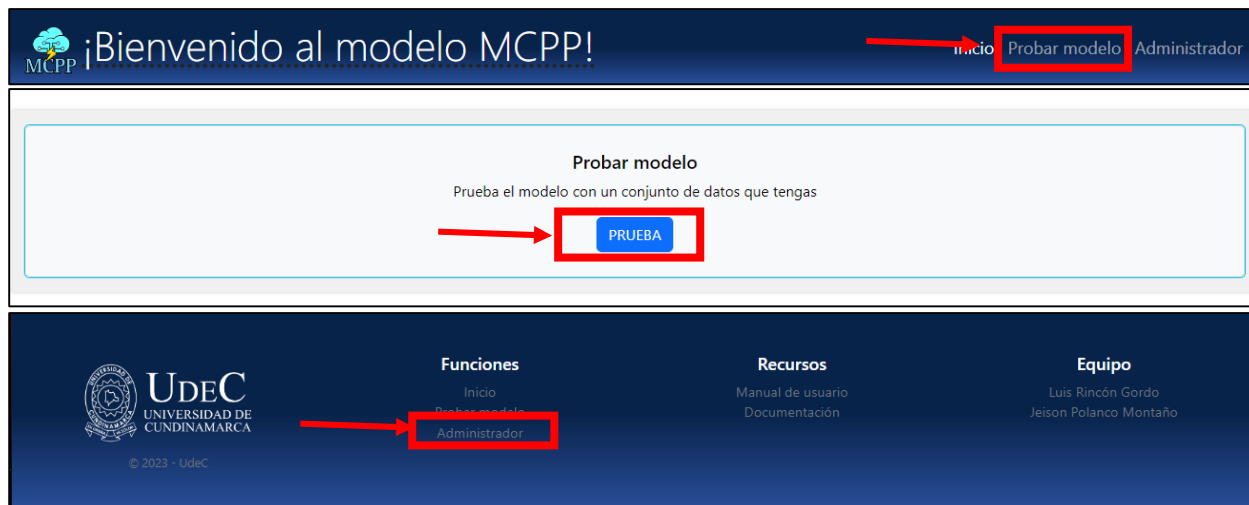 MCPP
¡Bienvenido al modelo MCPP!
Inicio Probar modelo Administrador
Probar modelo
Prueba el modelo con un conjunto de datos que tengas
PRUEBA
UDEC
UNIVERSIDAD DE
CUNDINAMARCA
© 2023 - UdeC
Funciones
Inicio
Probar modelo
Administrador
Recursos
Manual de usuario
Documentación
Equipo
Luis Rincón Gordo
Jeison Polanco Montaño